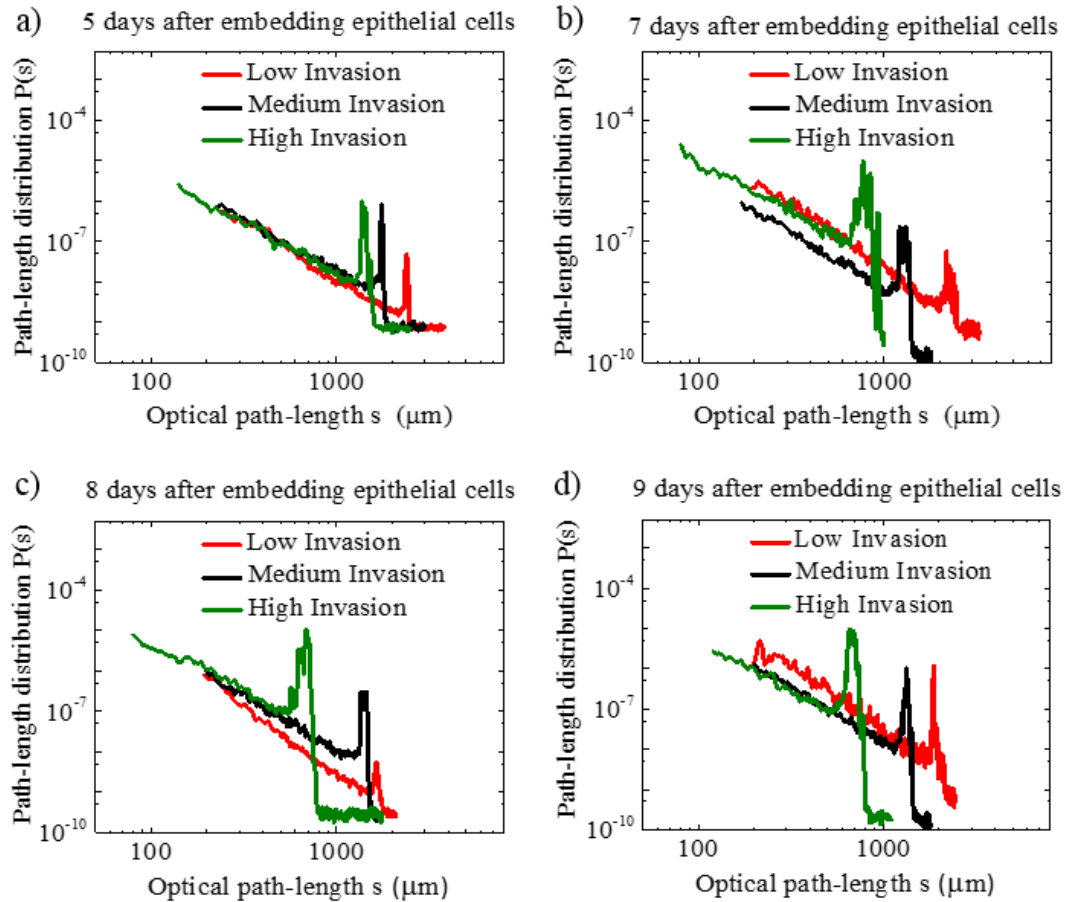 a) 5 days after embedding epithelial cells
Path-length distribution P(s)
Low Invasion
Medium Invasion
High Invasion
10⁻⁴
10⁻⁷
10⁻¹⁰
100 1000
Optical path-length s (μm)
b) 7 days after embedding epithelial cells
Path-length distribution P(s)
Low Invasion
Medium Invasion
High Invasion
10⁻⁴
10⁻⁷
10⁻¹⁰
100 1000
Optical path-length s (μm)
c) 8 days after embedding epithelial cells
Path-length distribution P(s)
Low Invasion
Medium Invasion
High Invasion
10⁻⁴
10⁻⁷
10⁻¹⁰
100 1000
Optical path-length s (μm)
d) 9 days after embedding epithelial cells
Path-length distribution P(s)
Low Invasion
Medium Invasion
High Invasion
10⁻⁴
10⁻⁷
10⁻¹⁰
100 1000
Optical path-length s (μm)